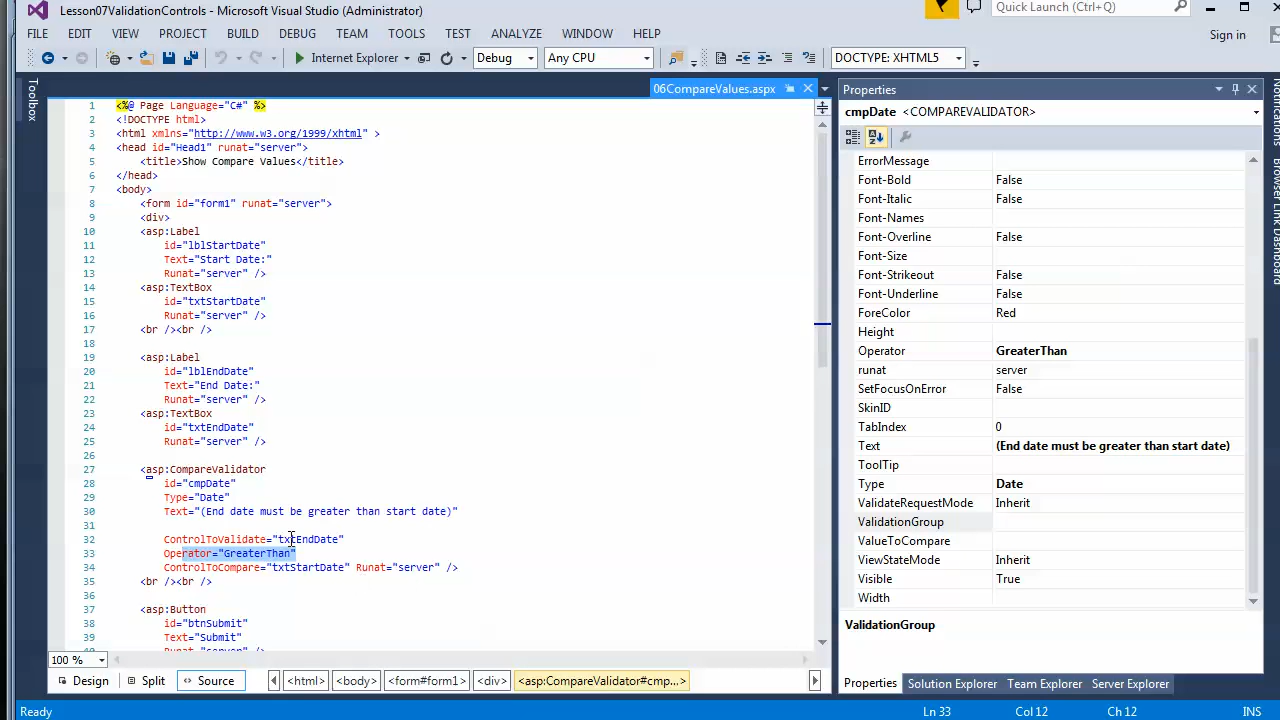 Lesson07ValidationControls - Microsoft Visual Studio (Administrator)
Quick Launch (Ctrl+Q)
FILE EDIT VIEW PROJECT BUILD DEBUG TEAM TOOLS TEST ANALYZE WINDOW HELP
Sign in
Internet Explorer Debug Any CPU DOCTYPE: XHTML5
Toolbox
06CompareValues.aspx
1 <%@ Page Language="C#" %>
2 <!DOCTYPE html>
3 <html xmlns="http://www.w3.org/1999/xhtml" >
4 <head id="Head1" runat="server">
5 <title>Show Compare Values</title>
6 </head>
7 <body>
8 <form id="form1" runat="server">
9 <div>
10 <asp:Label
11 id="lblStartDate"
12 Text="Start Date:"
13 Runat="server" />
14 <asp:TextBox
15 id="txtStartDate"
16 Runat="server" />
17 <br /><br />
18
19 <asp:Label
20 id="lblEndDate"
21 Text="End Date:"
22 Runat="server" />
23 <asp:TextBox
24 id="txtEndDate"
25 Runat="server" />
26
27 <asp:CompareValidator
28 id="cmpDate"
29 Type="Date"
30 Text="(End date must be greater than start date)"
31
32 ControlToValidate="txtEndDate"
33 Operator="GreaterThan"
34 ControlToCompare="txtStartDate" Runat="server" />
35 <br /><br />
36
37 <asp:Button
38 id="btnSubmit"
39 Text="Submit"
Runat="server" />
100 %
Design Split Source <html> <body> <form#form1> <div> <asp:CompareValidator#cmp...>
Properties
cmpDate <COMPAREVALIDATOR>
ErrorMessage
Font-Bold False
Font-Italic False
Font-Names
Font-Overline False
Font-Size
Font-Strikeout False
Font-Underline False
ForeColor Red
Height
Operator GreaterThan
runat server
SetFocusOnError False
SkinID
TabIndex 0
Text (End date must be greater than start date)
ToolTip
Type Date
ValidateRequestMode Inherit
ValidationGroup
ValueToCompare
ViewStateMode Inherit
Visible True
Width
ValidationGroup
Properties Solution Explorer Team Explorer Server Explorer
Notifications
Browser Link Dashboard
Ready Ln 33 Col 12 Ch 12 INS